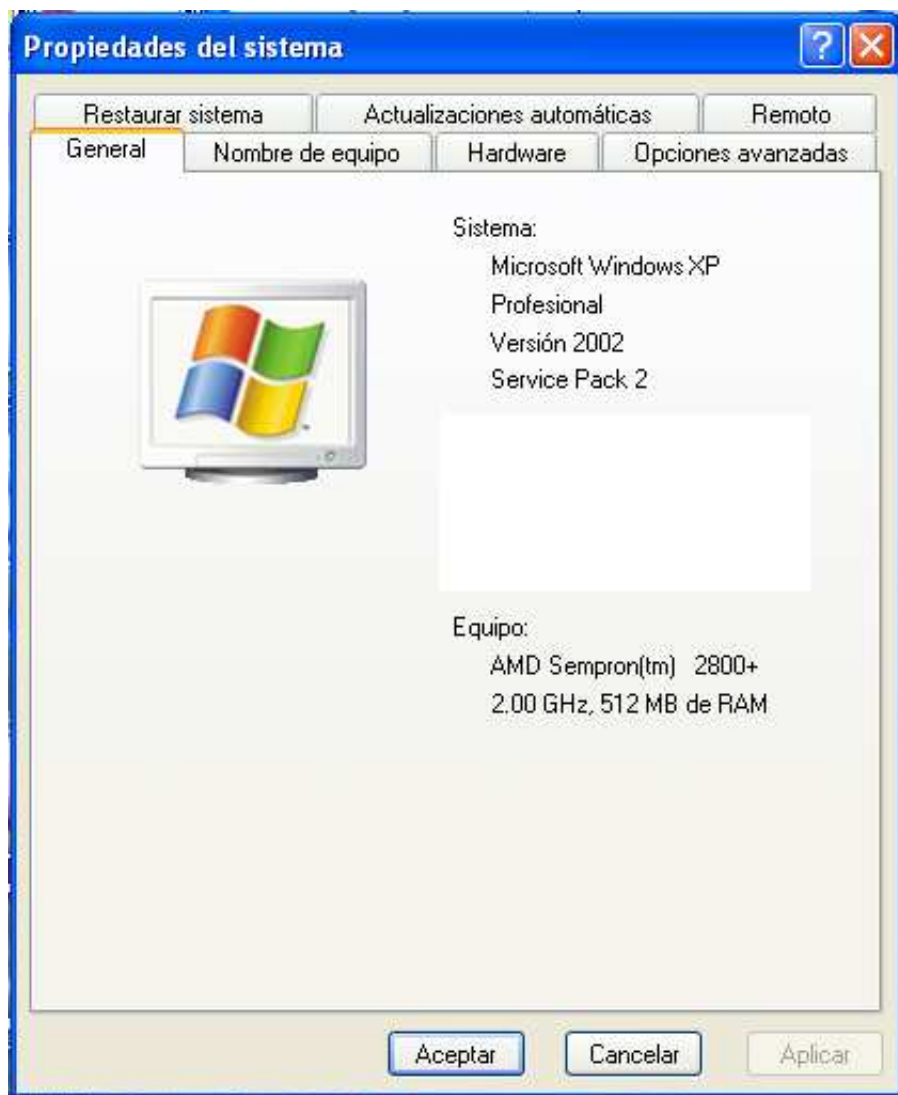 Propiedades del sistema
Restaurar sistema Actualizaciones automáticas Remoto
General Nombre de equipo Hardware Opciones avanzadas
Sistema:
Microsoft Windows XP
Profesional
Versión 2002
Service Pack 2
Equipo:
AMD Sempron(tm) 2800+
2.00 GHz, 512 MB de RAM
Aceptar Cancelar Aplicar